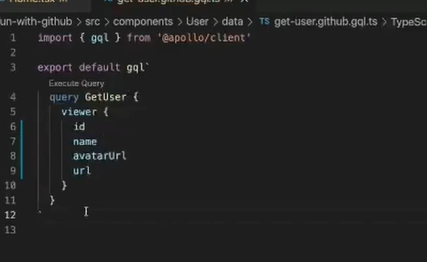 Home.tsx M get-user.github.gql.ts M
un-with-github > src > components > User > data > TS get-user.github.gql.ts > TypeSc
1 import { gql } from '@apollo/client'
2
3 export default gql`
Execute Query
4 query GetUser {
5 viewer {
6 id
7 name
8 avatarUrl
9 url
10 }
11 }
12 `
13